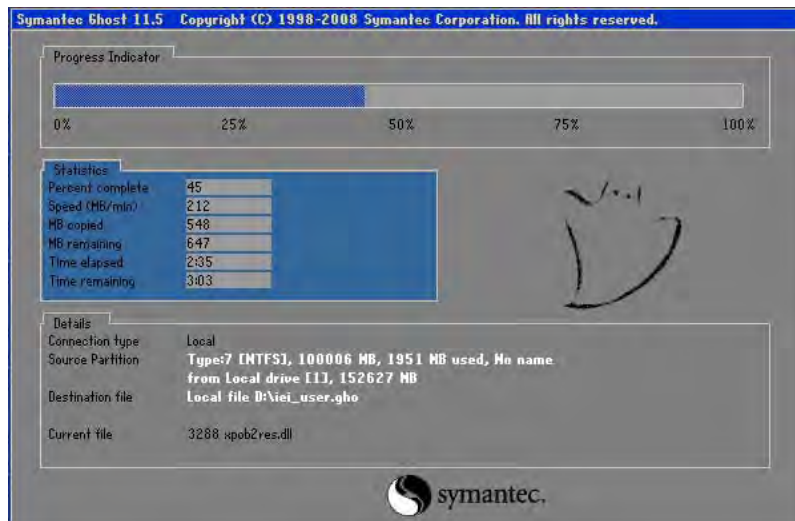 Symantec Ghost 11.5 Copyright (C) 1998-2008 Symantec Corporation. All rights reserved.
Progress Indicator
0% 25% 50% 75% 100%
Statistics
Percent complete 45
Speed (MB/min) 212
MB copied 548
MB remaining 647
Time elapsed 2:35
Time remaining 3:03
Details
Connection type Local
Source Partition Type:7 [NTFS], 100006 MB, 1951 MB used, No name
from Local drive [1], 152627 MB
Destination file Local file D:\iei_user.gho
Current file 3288 xpob2res.dll
symantec.